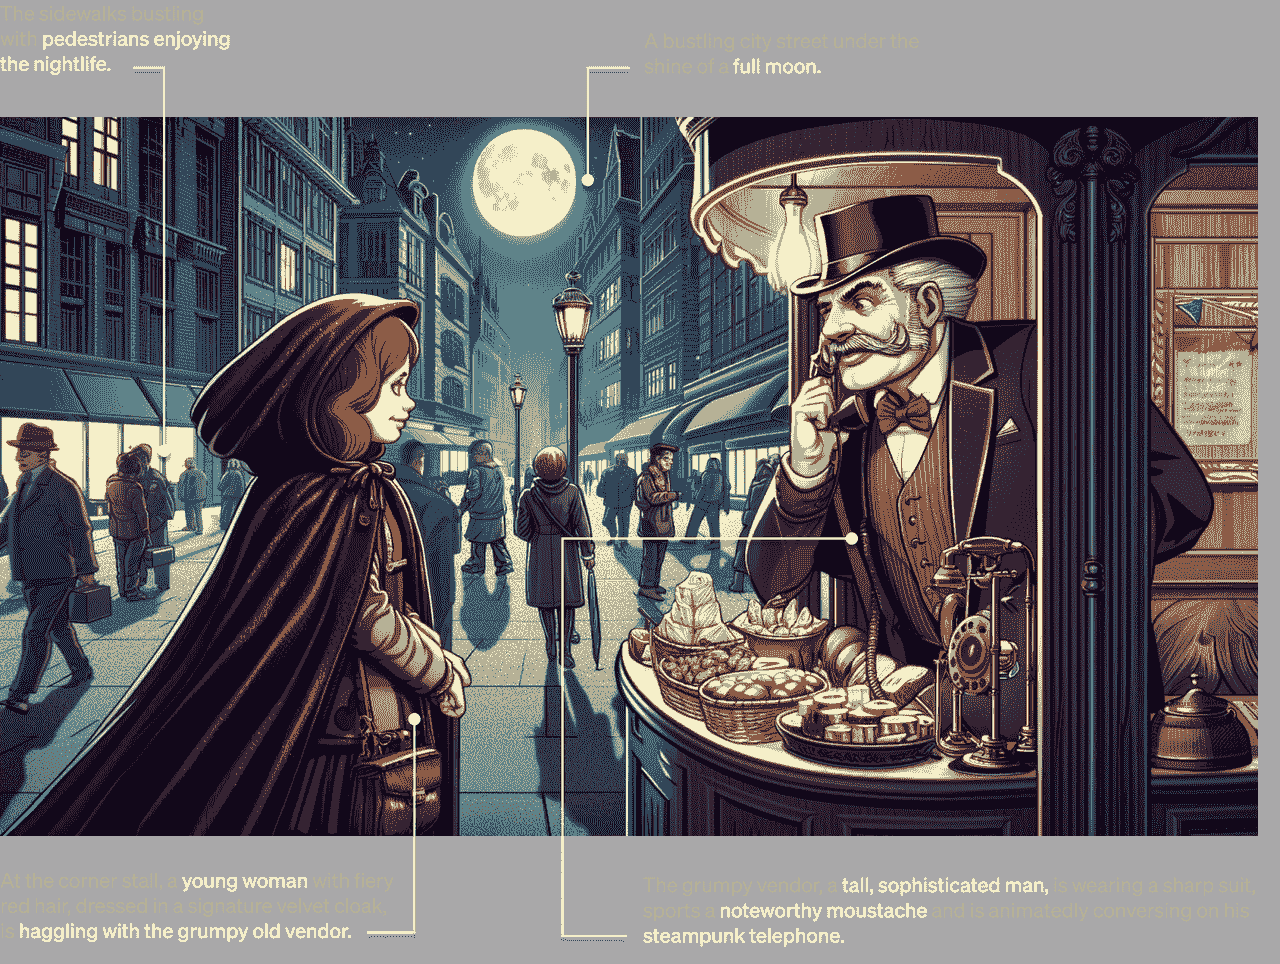 The sidewalks bustling
with pedestrians enjoying
the nightlife.
A bustling city street under the
shine of a full moon.
At the corner stall, a young woman with fiery
red hair, dressed in a signature velvet cloak,
is haggling with the grumpy old vendor.
The grumpy vendor, a tall, sophisticated man, is wearing a sharp suit,
sports a noteworthy moustache and is animatedly conversing on his
steampunk telephone.